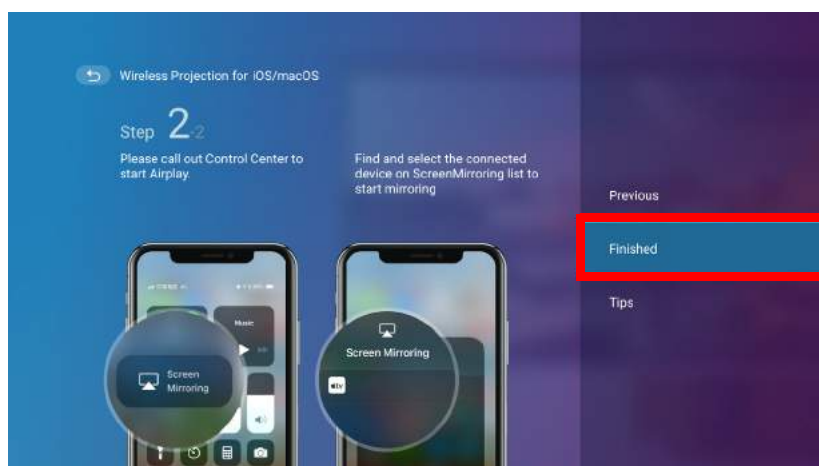 Wireless Projection for iOS/macOS
Step 2-2
Please call out Control Center to
start Airplay.
Find and select the connected
device on ScreenMirroring list to
start mirroring
Previous
Finished
Tips
Music
Screen
Mirroring
Screen Mirroring
tv